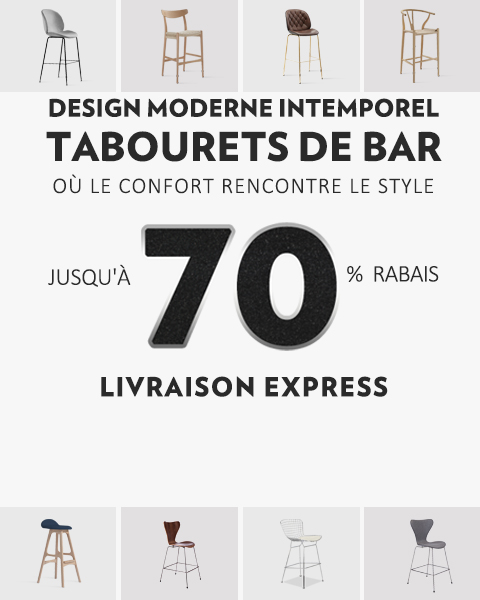 DESIGN MODERNE INTEMPOREL
TABOURETS DE BAR
OÙ LE CONFORT RENCONTRE LE STYLE
JUSQU'À 70 % RABAIS
LIVRAISON EXPRESS